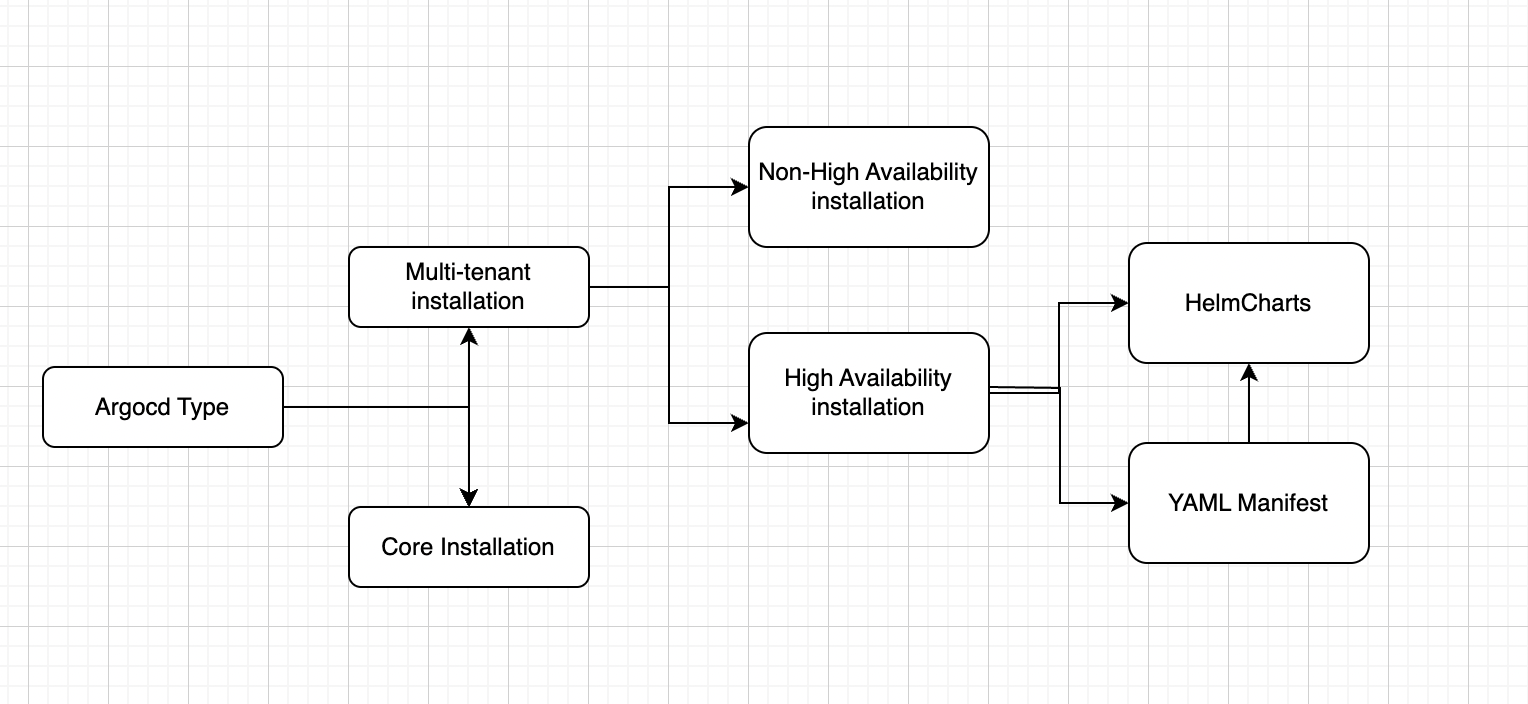 Non-High Availability
installation
Multi-tenant
installation
HelmCharts
High Availability
installation
Argocd Type
YAML Manifest
Core Installation